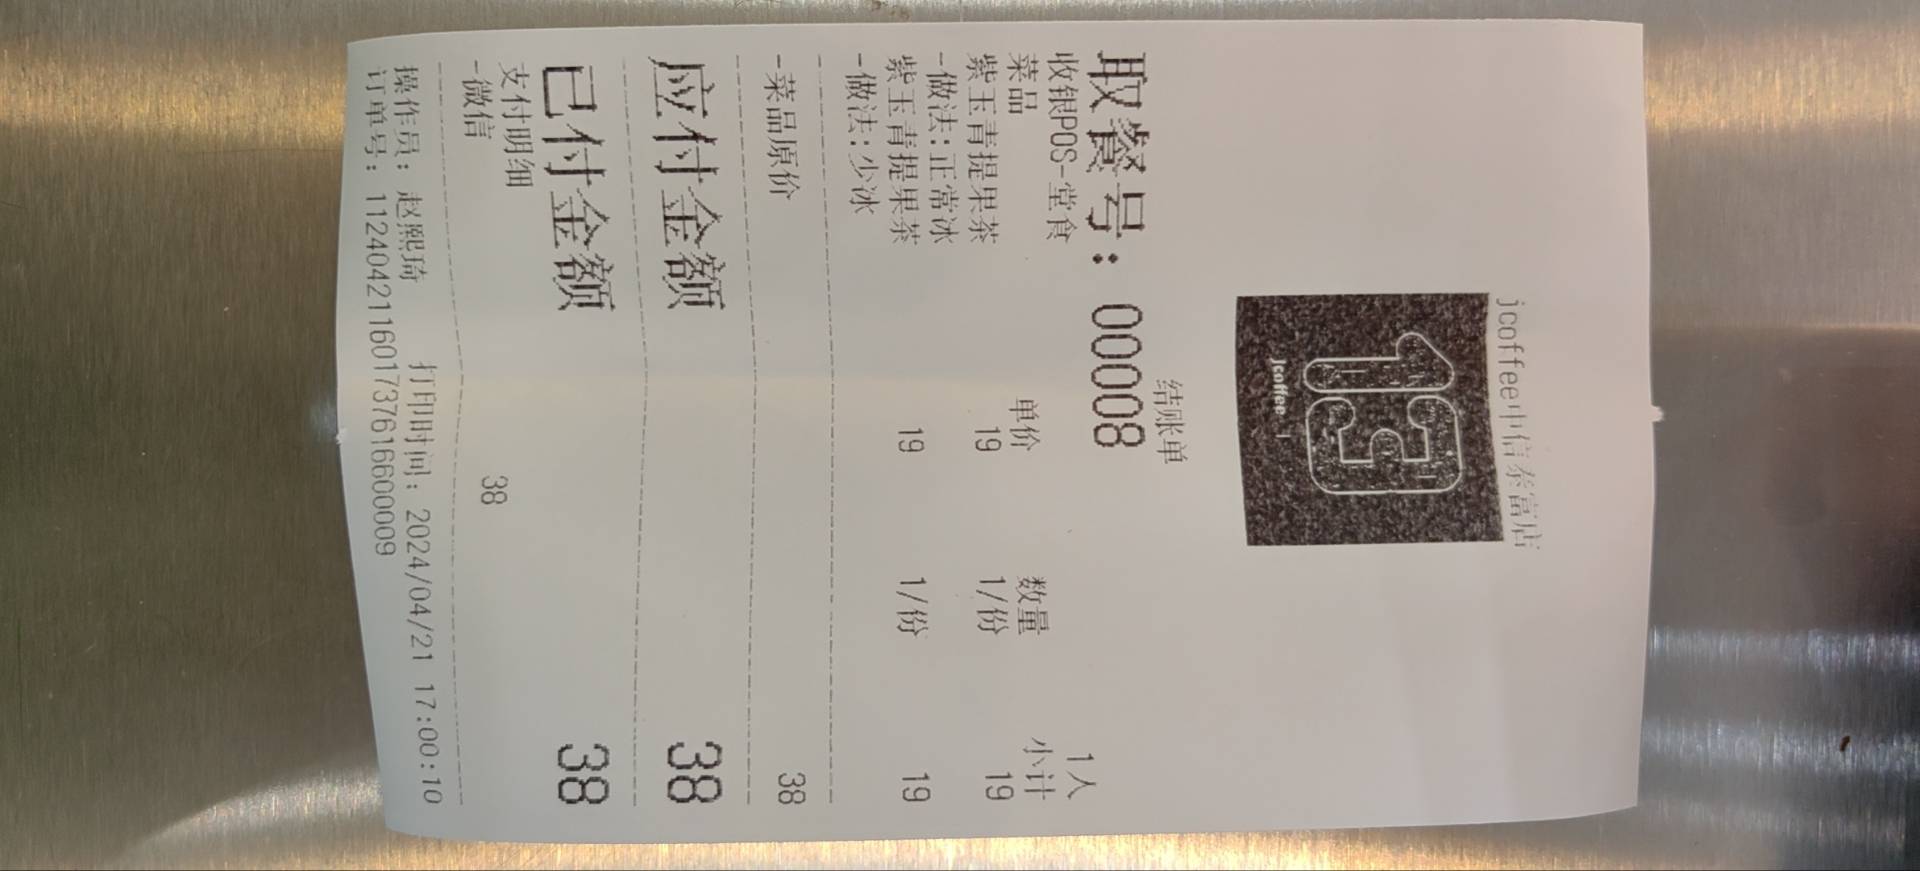 jcoffee中信泰富店
13
Jcoffee
结账单
取餐号: 00008
收银POS-堂食 1人
菜品 单价 数量 小计
紫玉青提果茶 19 1/份 19
-做法:正常冰
紫玉青提果茶 19 1/份 19
-做法:少冰
-菜品原价 38
应付金额 38
已付金额 38
支付明细
-微信 38
操作员: 赵熙琦 打印时间: 2024/04/21 17:00:10
订单号: 11240421160173761660009